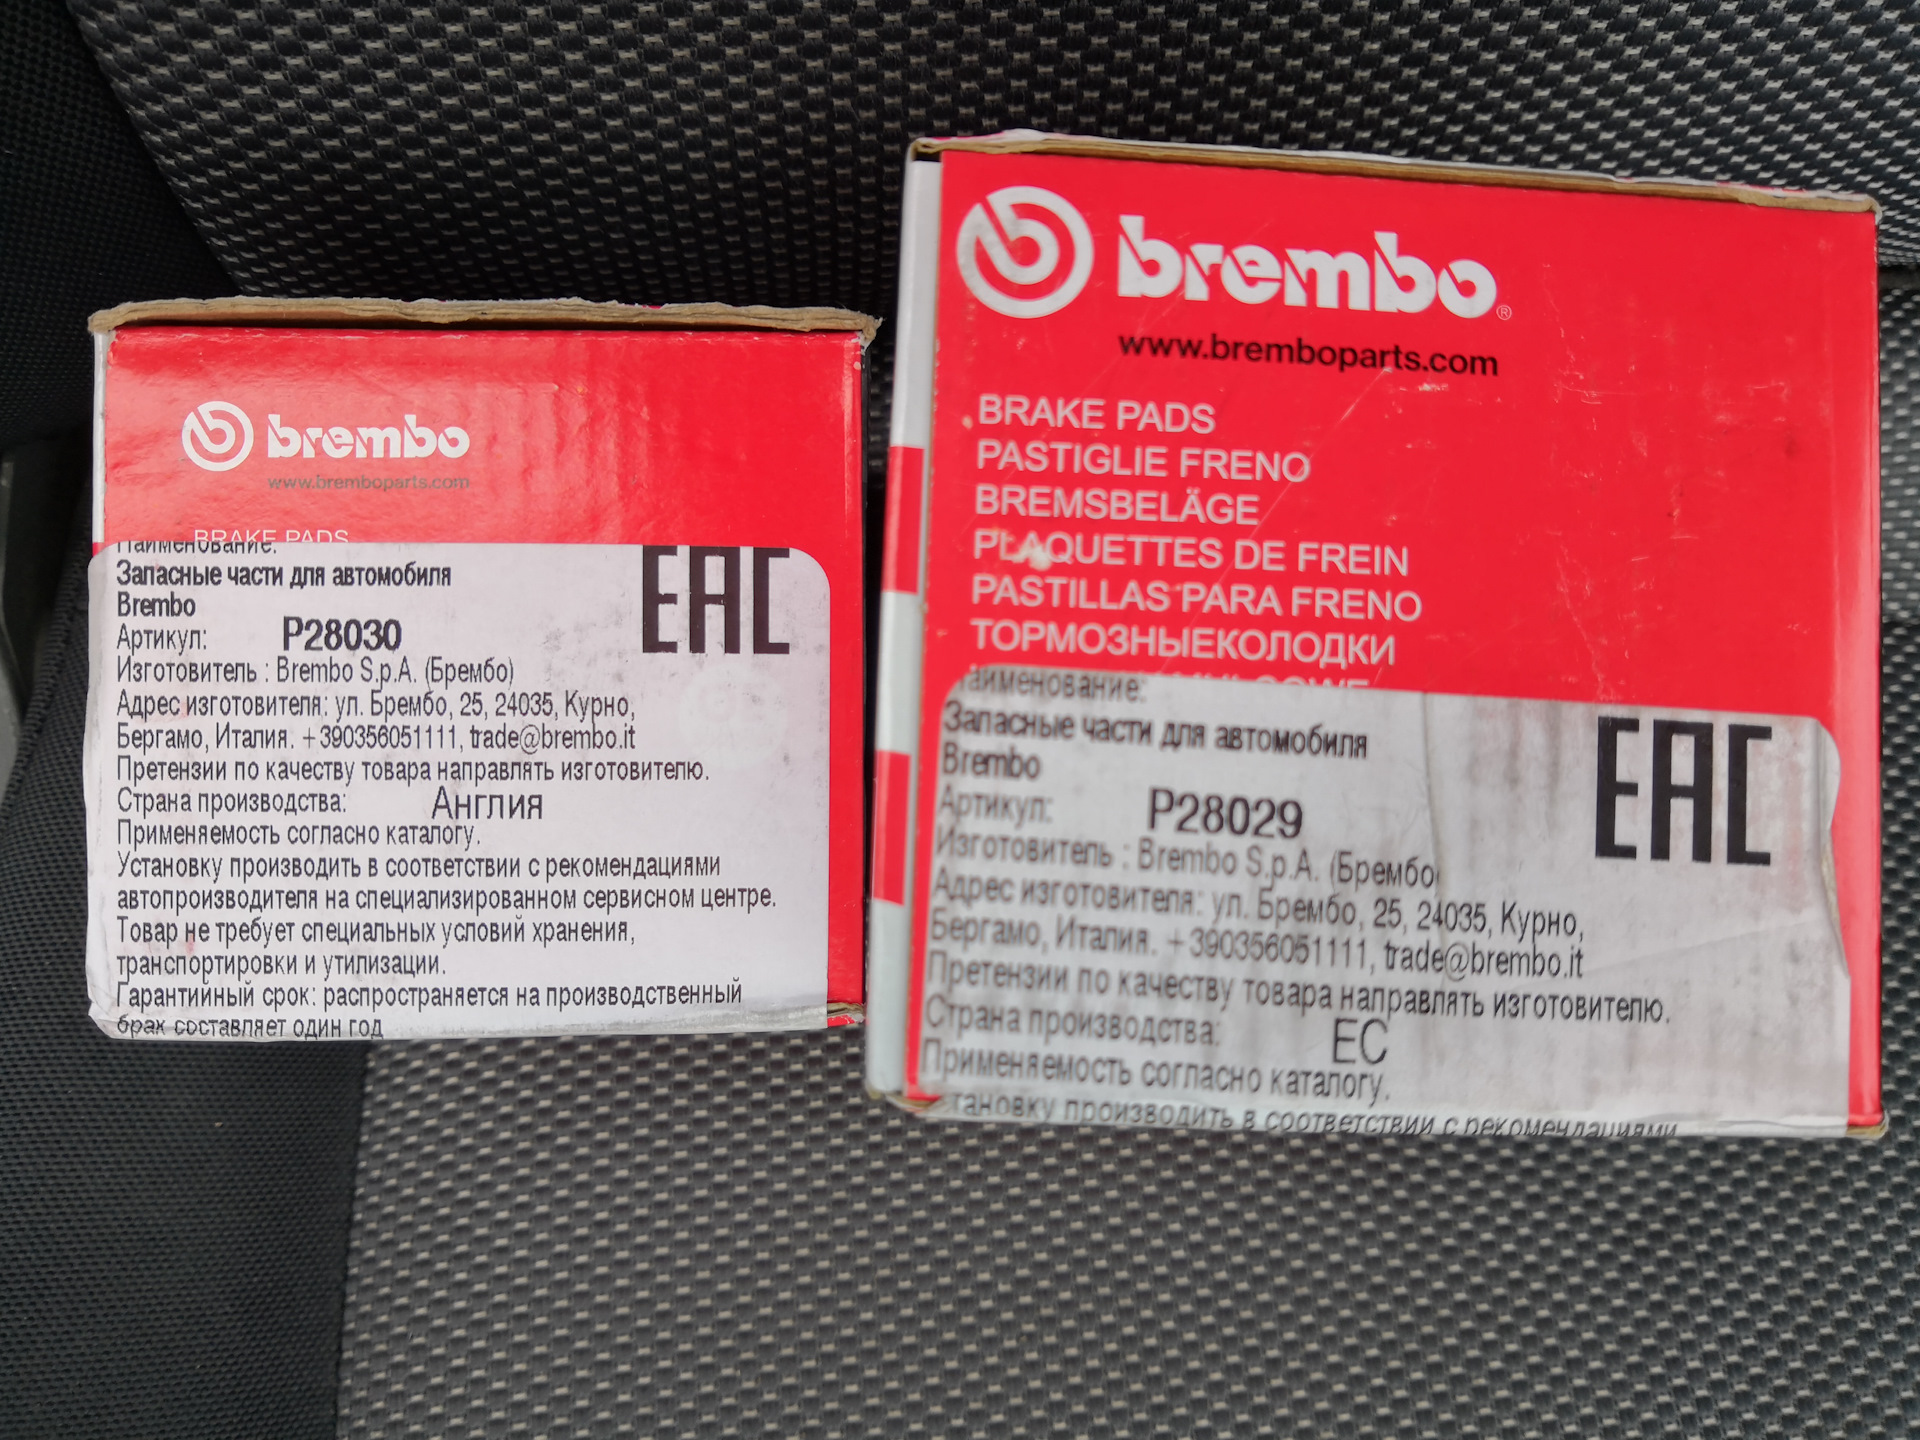 brembo
www.bremboparts.com
BRAKE PADS
Наименование:
Запасные части для автомобиля
Brembo
Артикул: P28030
Изготовитель : Brembo S.p.A. (Брембо)
Адрес изготовителя: ул. Брембо, 25, 24035, Курно,
Бергамо, Италия. +390356051111, trade@brembo.it
Претензии по качеству товара направлять изготовителю.
Страна производства: Англия
Применяемость согласно каталогу.
Установку производить в соответствии с рекомендациями
автопроизводителя на специализированном сервисном центре.
Товар не требует специальных условий хранения,
транспортировки и утилизации.
Гарантийный срок: распространяется на производственный
брак составляет один год
EAC
brembo®
www.bremboparts.com
BRAKE PADS
PASTIGLIE FRENO
BREMSBELÄGE
PLAQUETTES DE FREIN
PASTILLAS PARA FRENO
ТОРМОЗНЫЕКОЛОДКИ
Наименование:
Запасные части для автомобиля
Brembo
Артикул: P28029
Изготовитель : Brembo S.p.A. (Брембо
Адрес изготовителя: ул. Брембо, 25, 24035, Курно,
Бергамо, Италия. +390356051111, trade@brembo.it
Претензии по качеству товара направлять изготовителю.
Страна производства: ЕС
Применяемость согласно каталогу.
становку производить в соответствии с рекомендациями
EAC